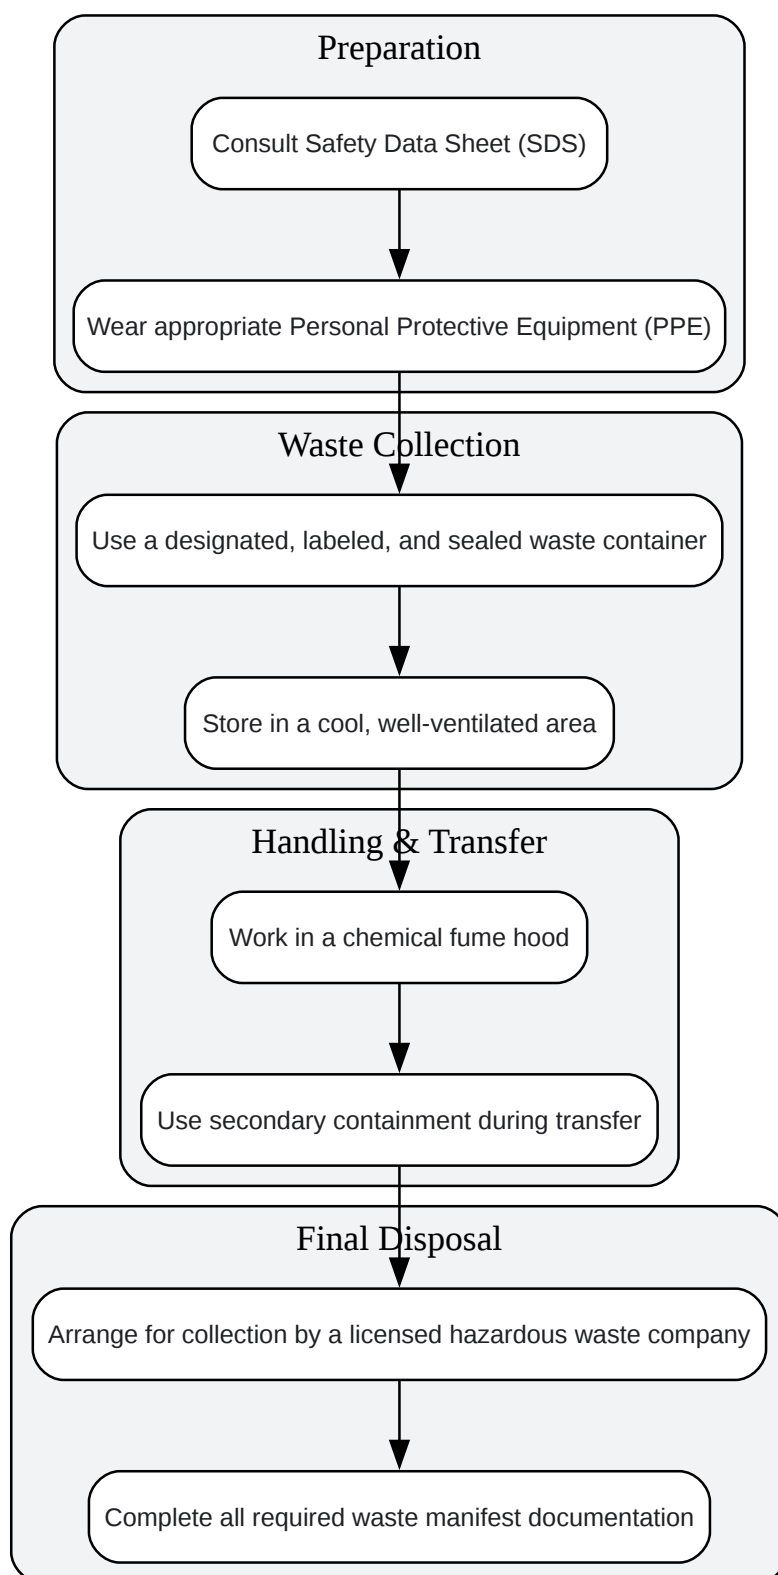 Preparation
Consult Safety Data Sheet (SDS)
Wear appropriate Personal Protective Equipment (PPE)
Waste Collection
Use a designated, labeled, and sealed waste container
Store in a cool, well-ventilated area
Handling & Transfer
Work in a chemical fume hood
Use secondary containment during transfer
Final Disposal
Arrange for collection by a licensed hazardous waste company
Complete all required waste manifest documentation